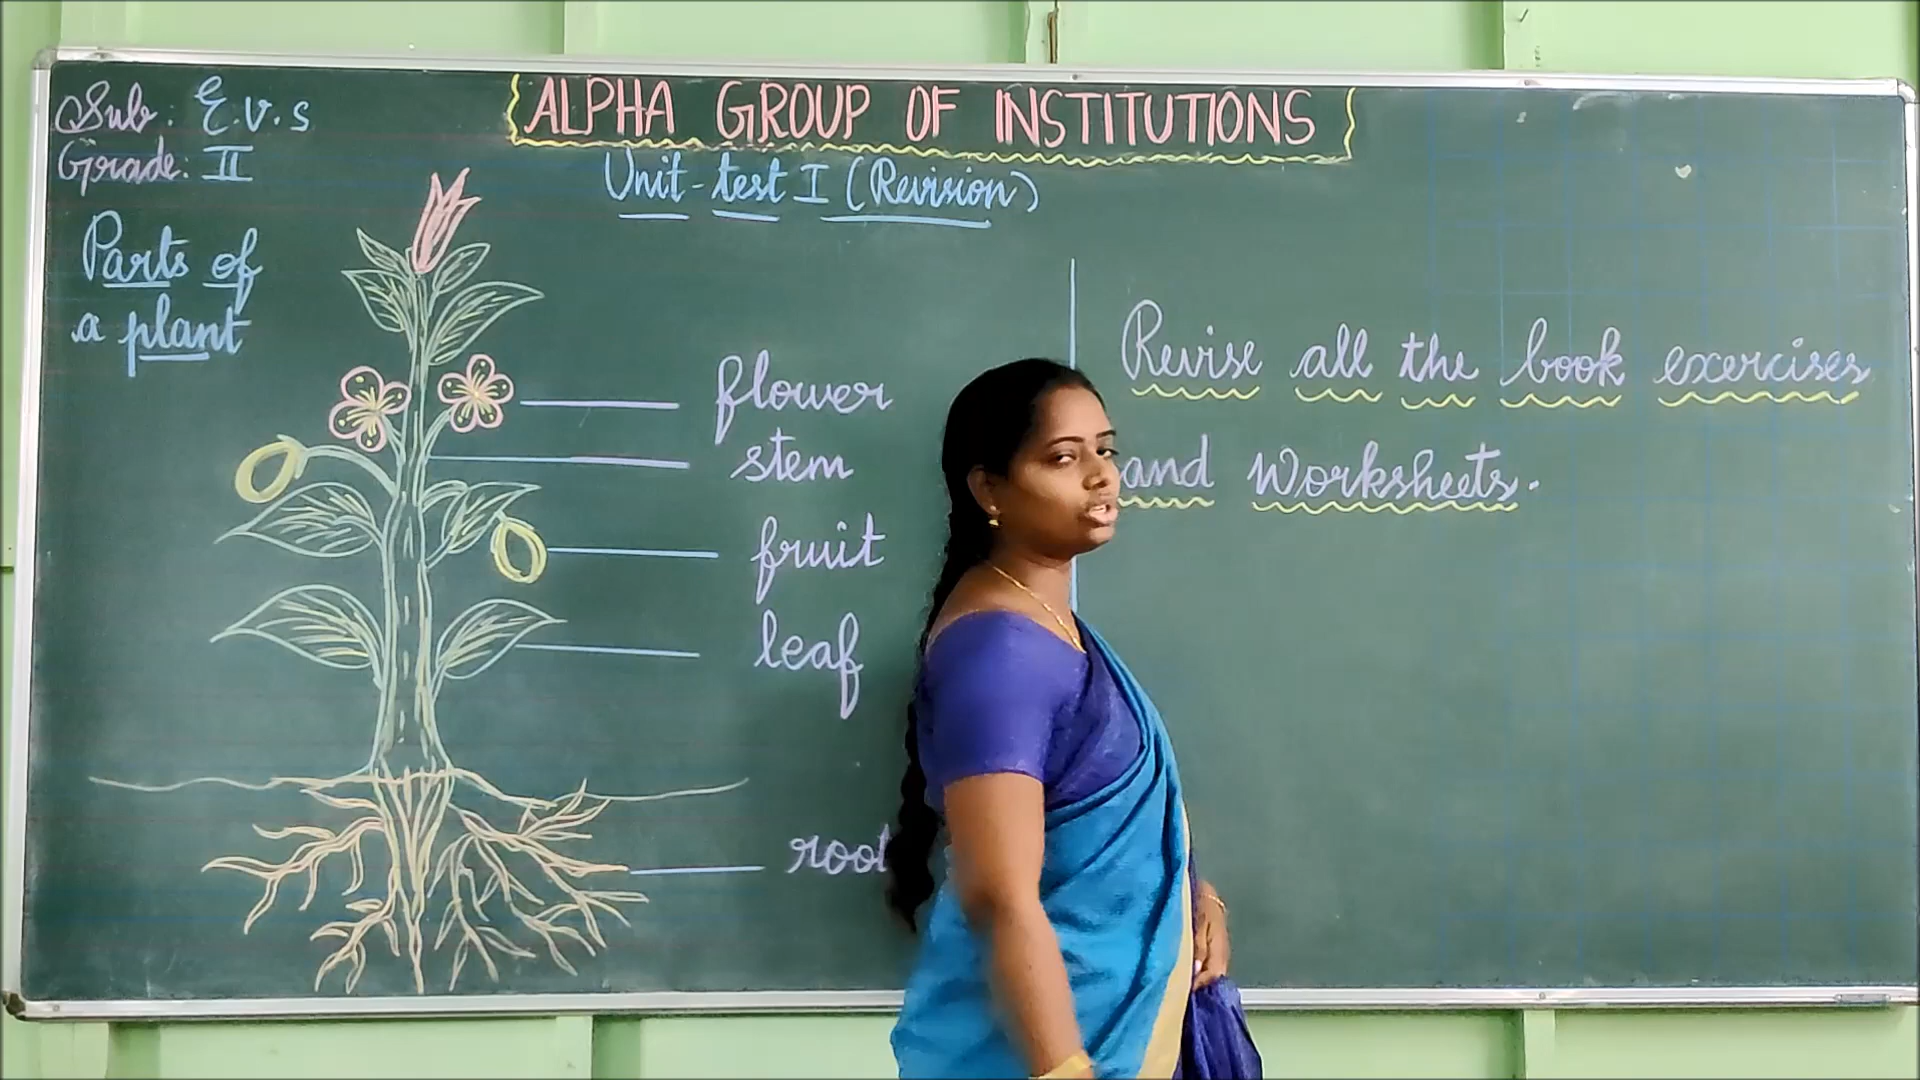 ALPHA GROUP OF INSTITUTIONS
Sub: E.V.S
Grade: II
Unit-test I (Revision)
Parts of
a plant
flower
stem
fruit
leaf
root
Revise all the book exercises
and Worksheets.